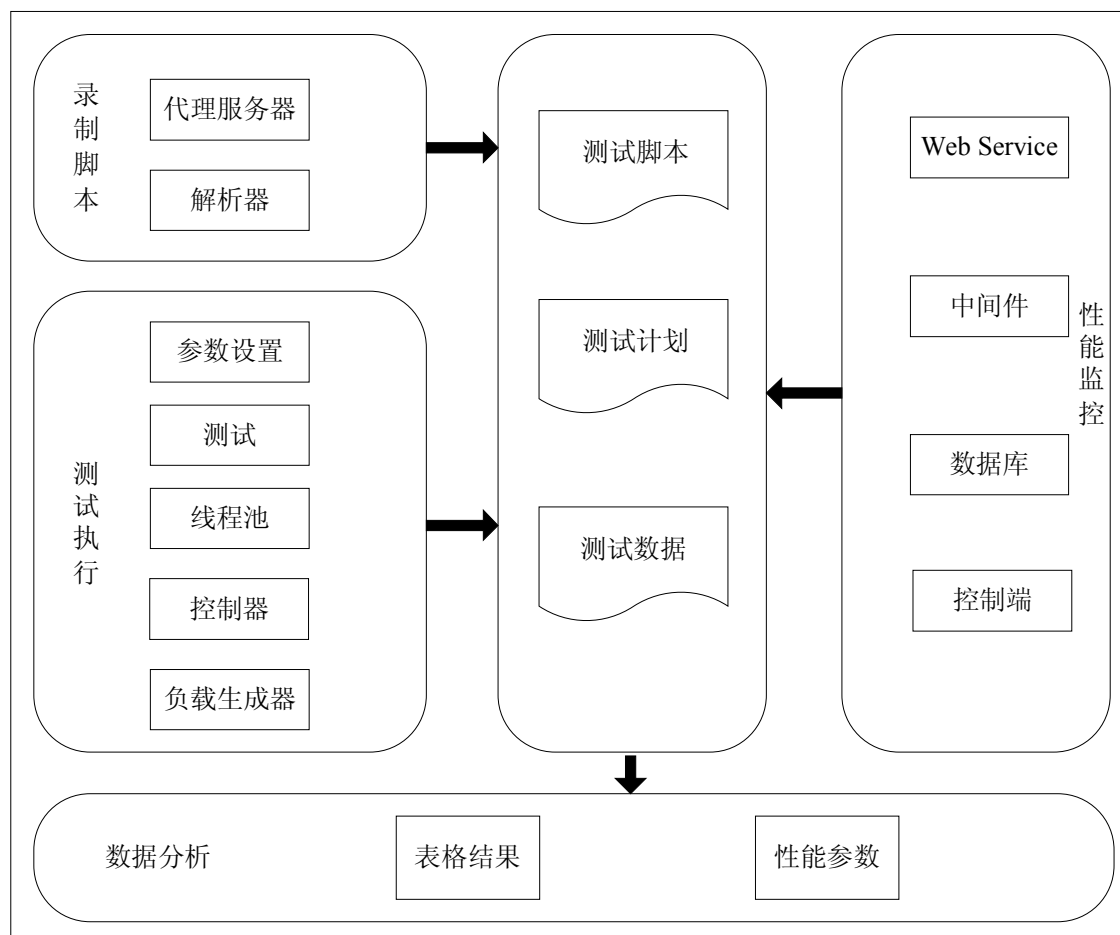 录制脚本
代理服务器
解析器
测试执行
参数设置
测试
线程池
控制器
负载生成器
测试脚本
测试计划
测试数据
Web Service
中间件
数据库
控制端
性能监控
数据分析
表格结果
性能参数